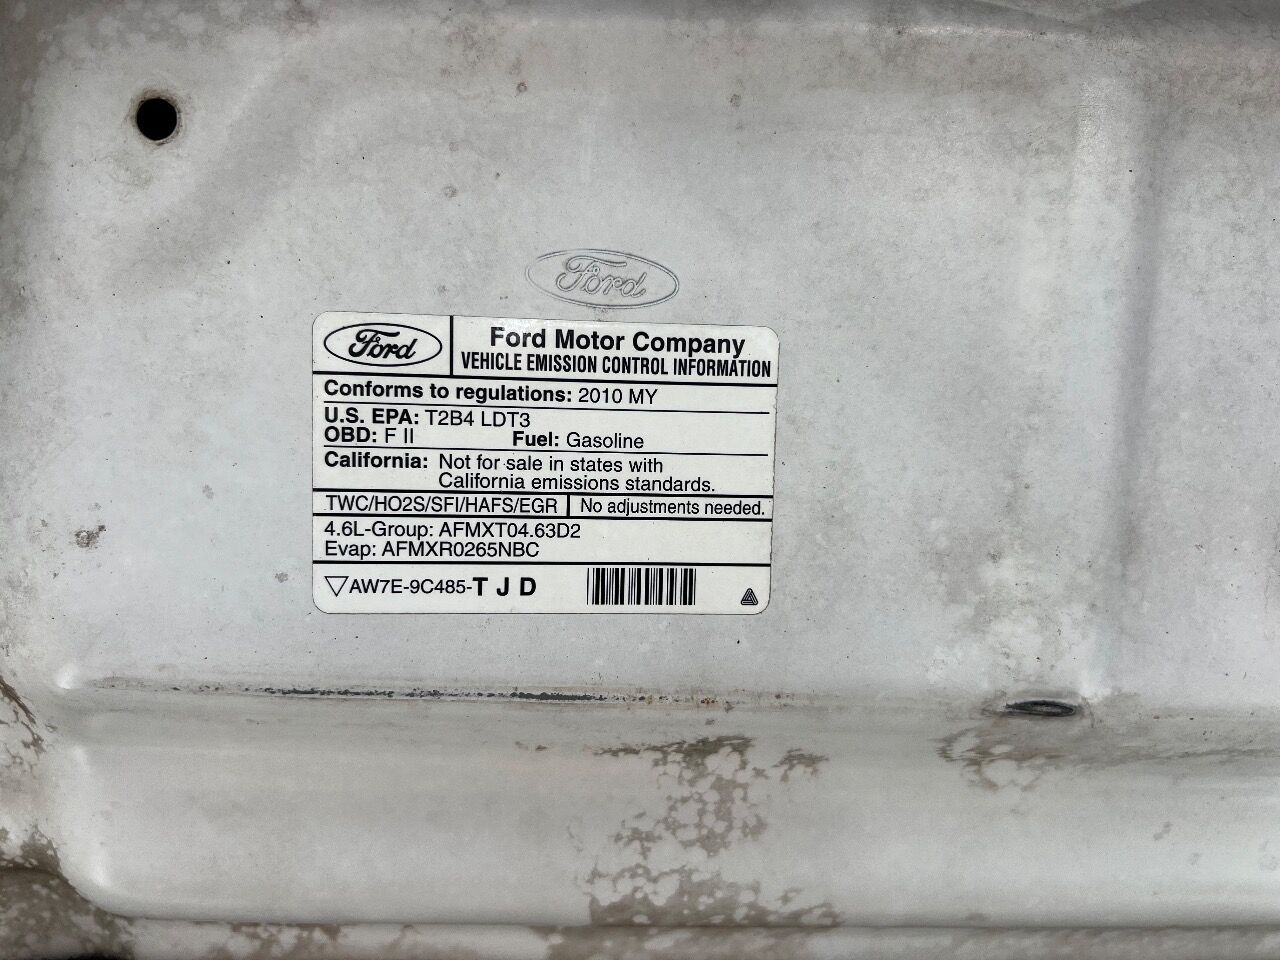 Ford
Ford
Ford Motor Company
VEHICLE EMISSION CONTROL INFORMATION
Conforms to regulations: 2010 MY
U.S. EPA: T2B4 LDT3
OBD: F II Fuel: Gasoline
California: Not for sale in states with
California emissions standards.
TWC/HO2S/SFI/HAFS/EGR No adjustments needed.
4.6L-Group: AFMXT04.63D2
Evap: AFMXR0265NBC
▽AW7E-9C485-T J D